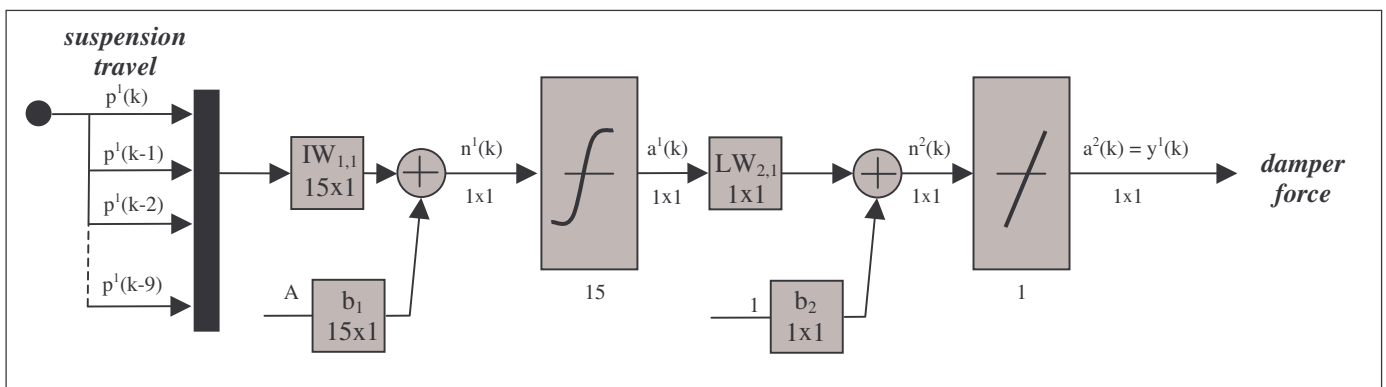 suspension
travel
p¹(k)
p¹(k-1)
p¹(k-2)
p¹(k-9)
IW₁,₁
15x1
A
b₁
15x1
n¹(k)
1x1
15
a¹(k)
1x1
LW₂,₁
1x1
1
b₂
1x1
n²(k)
1x1
1
a²(k) = y¹(k)
1x1
damper
force